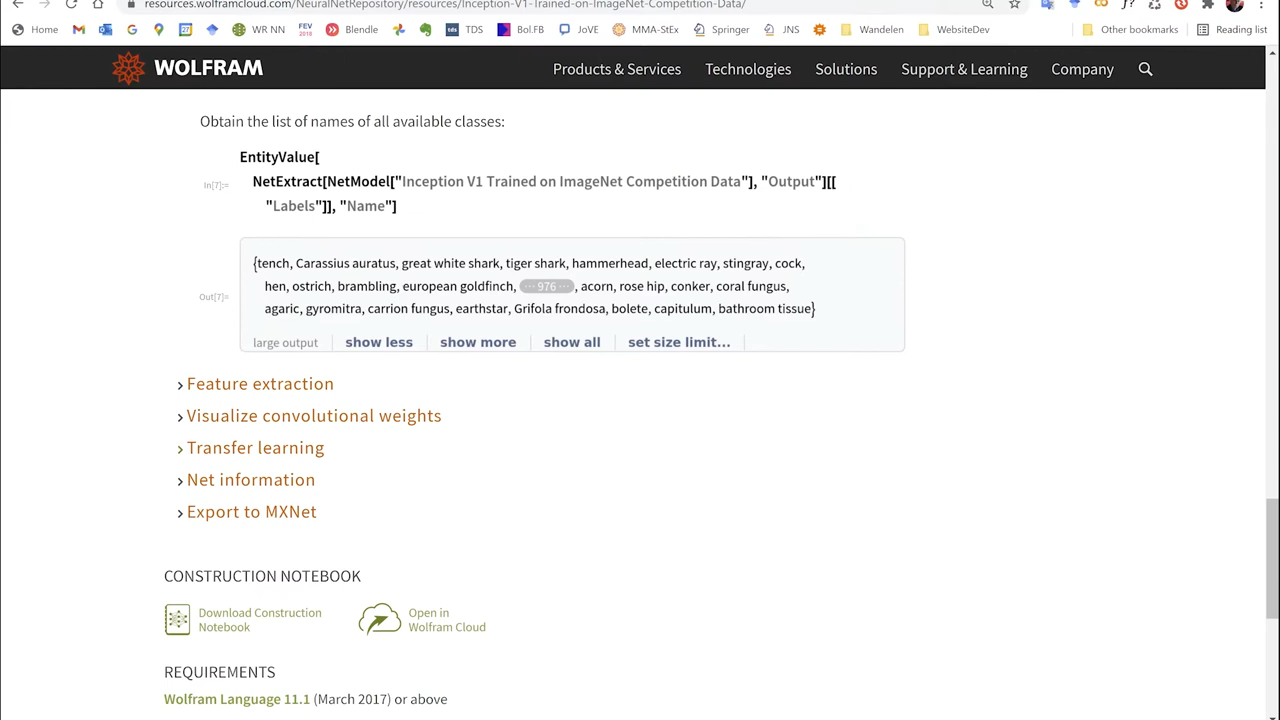 resources.wolframcloud.com/NeuralNetRepository/resources/Inception-V1-Trained-on-ImageNet-Competition-Data/
Home 27 WR NN FEV 2018 Blendle tds TDS Bol.FB JoVE MMA-StEx Springer JNS Wandelen WebsiteDev Other bookmarks Reading list
WOLFRAM Products & Services Technologies Solutions Support & Learning Company
Obtain the list of names of all available classes:
EntityValue[
In[7]:= NetExtract[NetModel["Inception V1 Trained on ImageNet Competition Data"], "Output"][[
"Labels"]], "Name"]
{tench, Carassius auratus, great white shark, tiger shark, hammerhead, electric ray, stingray, cock,
hen, ostrich, brambling, european goldfinch, ··· 976 ··· , acorn, rose hip, conker, coral fungus,
Out[7]=
agaric, gyromitra, carrion fungus, earthstar, Grifola frondosa, bolete, capitulum, bathroom tissue}
large output show less show more show all set size limit...
Feature extraction
Visualize convolutional weights
Transfer learning
Net information
Export to MXNet
CONSTRUCTION NOTEBOOK
Download Construction
Notebook
Open in
Wolfram Cloud
REQUIREMENTS
Wolfram Language 11.1 (March 2017) or above